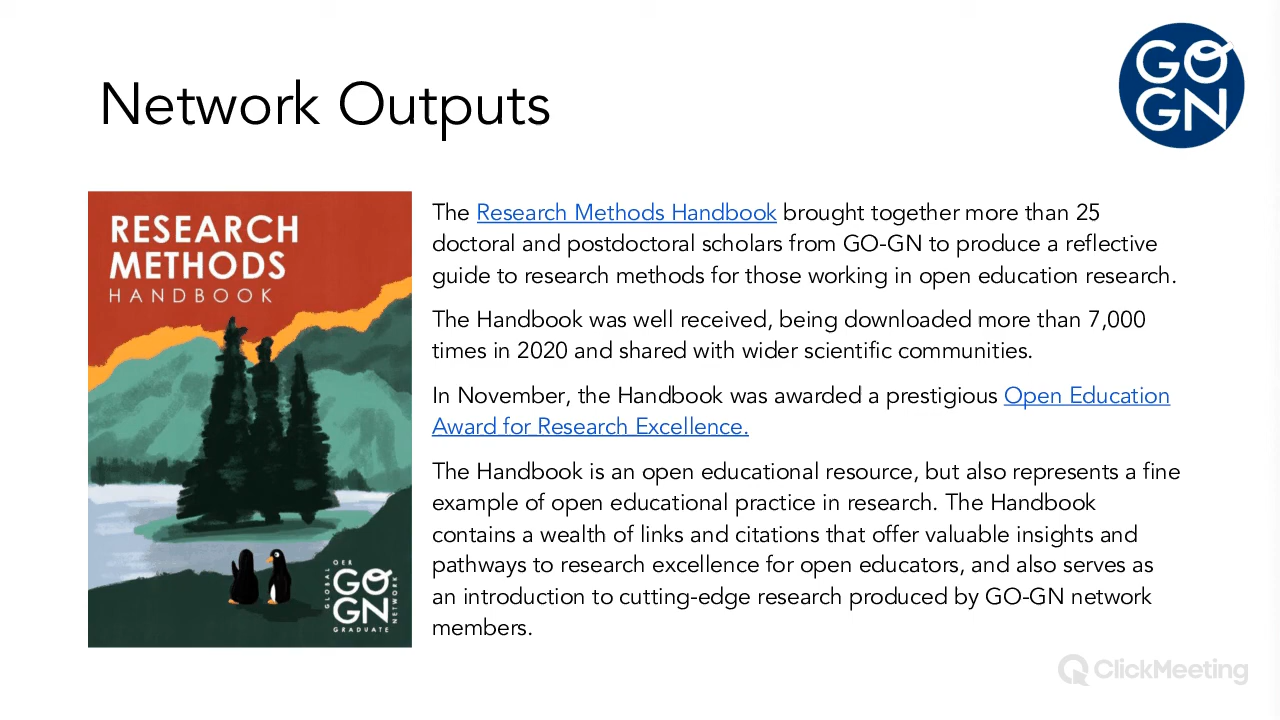 Network Outputs
GO
GN
RESEARCH
METHODS
HANDBOOK
OER
GLOBAL
GO
GN
NETWORK
GRADUATE
The Research Methods Handbook brought together more than 25
doctoral and postdoctoral scholars from GO-GN to produce a reflective
guide to research methods for those working in open education research.
The Handbook was well received, being downloaded more than 7,000
times in 2020 and shared with wider scientific communities.
In November, the Handbook was awarded a prestigious Open Education
Award for Research Excellence.
The Handbook is an open educational resource, but also represents a fine
example of open educational practice in research. The Handbook
contains a wealth of links and citations that offer valuable insights and
pathways to research excellence for open educators, and also serves as
an introduction to cutting-edge research produced by GO-GN network
members.
ClickMeeting